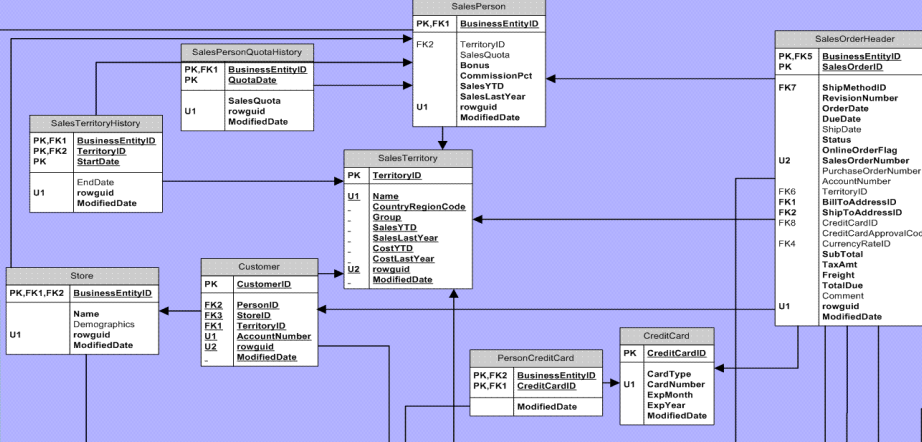 SalesPerson
PK,FK1 BusinessEntityID
FK2 TerritoryID
SalesQuota
Bonus
CommissionPct
SalesYTD
SalesLastYear
U1 rowguid
ModifiedDate
SalesPersonQuotaHistory
PK,FK1 BusinessEntityID
PK QuotaDate
SalesQuota
U1 rowguid
ModifiedDate
SalesOrderHeader
PK,FK5 BusinessEntityID
PK SalesOrderID
FK7 ShipMethodID
RevisionNumber
OrderDate
DueDate
ShipDate
Status
OnlineOrderFlag
U2 SalesOrderNumber
PurchaseOrderNumber
AccountNumber
FK6 TerritoryID
FK1 BillToAddressID
FK2 ShipToAddressID
FK8 CreditCardID
CreditCardApprovalCod
FK4 CurrencyRateID
SubTotal
TaxAmt
Freight
TotalDue
Comment
U1 rowguid
ModifiedDate
SalesTerritoryHistory
PK,FK1 BusinessEntityID
PK,FK2 TerritoryID
PK StartDate
EndDate
U1 rowguid
ModifiedDate
SalesTerritory
PK TerritoryID
U1 Name
CountryRegionCode
Group
SalesYTD
SalesLastYear
CostYTD
CostLastYear
U2 rowguid
ModifiedDate
Store
PK,FK1,FK2 BusinessEntityID
Name
Demographics
U1 rowguid
ModifiedDate
Customer
PK CustomerID
FK2 PersonID
FK3 StoreID
FK1 TerritoryID
U1 AccountNumber
U2 rowguid
ModifiedDate
PersonCreditCard
PK,FK2 BusinessEntityID
PK,FK1 CreditCardID
ModifiedDate
CreditCard
PK CreditCardID
CardType
U1 CardNumber
ExpMonth
ExpYear
ModifiedDate